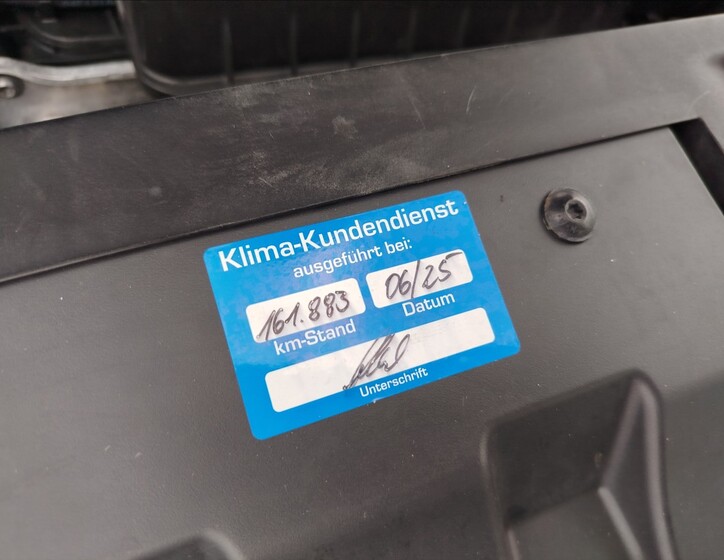 Klima-Kundendienst
ausgeführt bei:
161.883 06/25
km-Stand Datum
Unterschrift